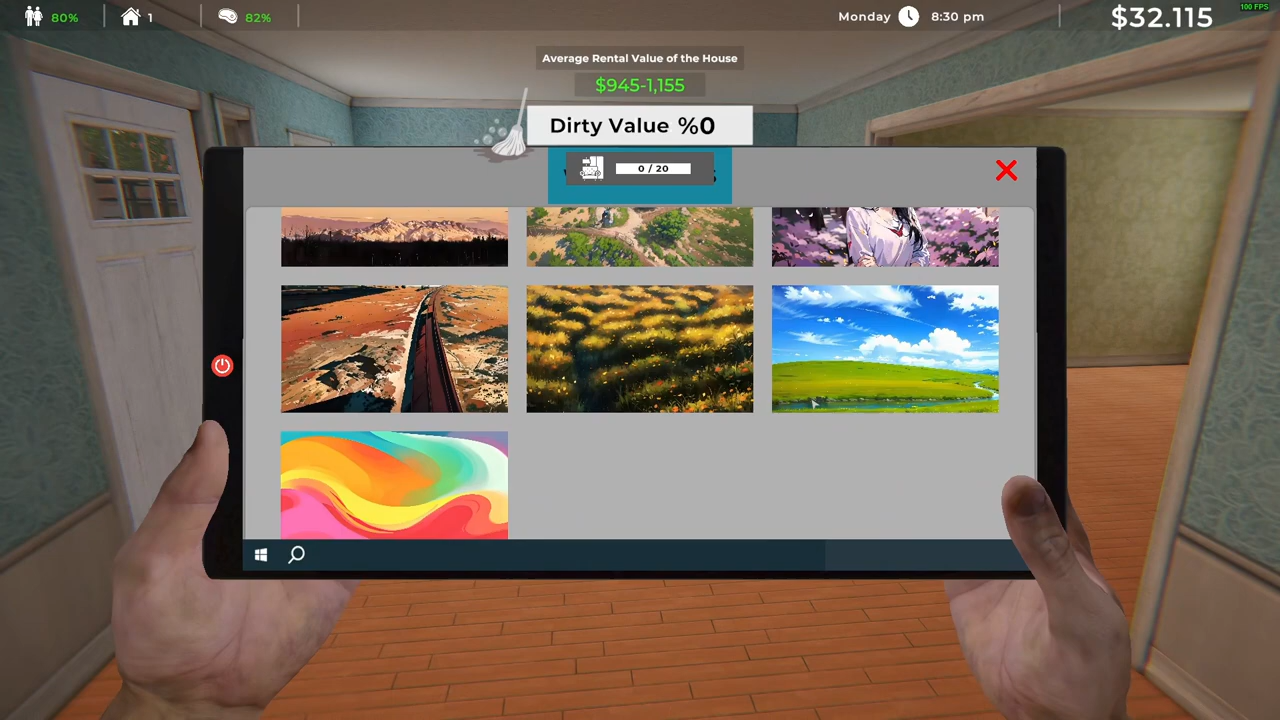 80%
1
82%
Monday
8:30 pm
$32.115
100 FPS
Average Rental Value of the House
$945-1,155
Dirty Value %0
0 / 20